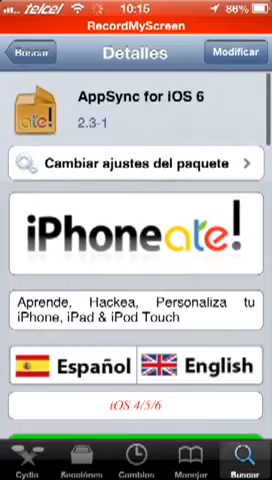 telcel 10:15 86%
RecordMyScreen
Buscar Detalles Modificar
AppSync for iOS 6
2.3-1
ate!
Cambiar ajustes del paquete
iPhoneate!
Aprende, Hackea, Personaliza tu
iPhone, iPad & iPod Touch
Español English
iOS 4/5/6
Cydia Secciones Cambios Manejar Buscar